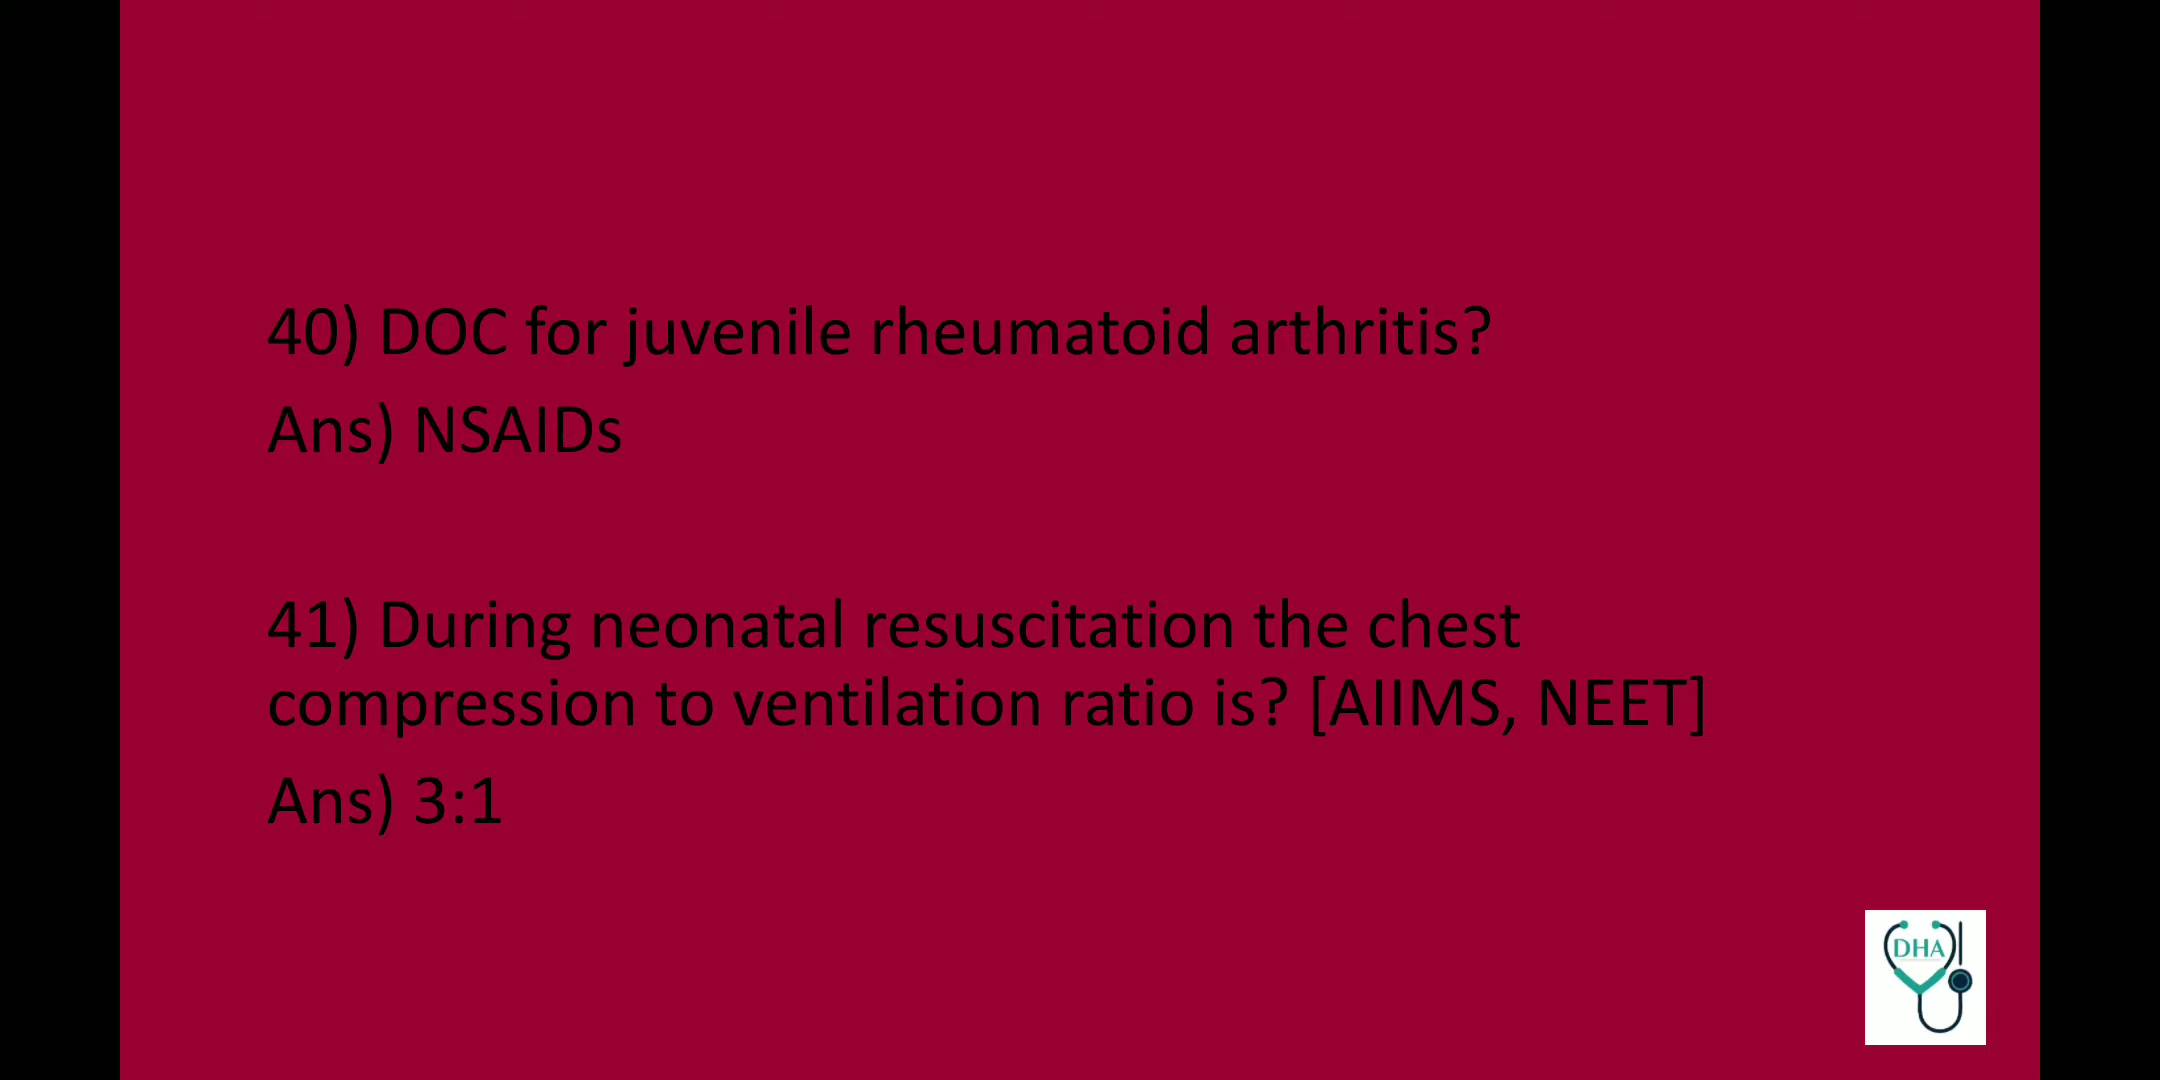 40) DOC for juvenile rheumatoid arthritis?
Ans) NSAIDs
41) During neonatal resuscitation the chest
compression to ventilation ratio is? [AIIMS, NEET]
Ans) 3:1
DHA